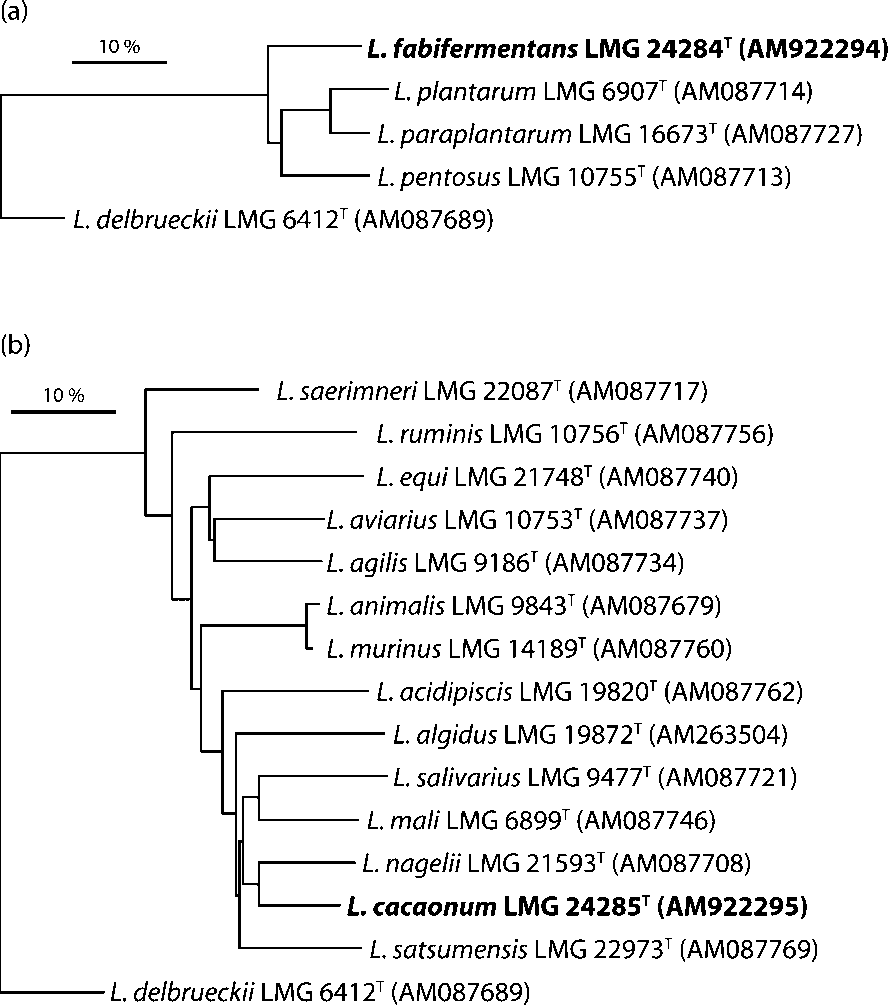 (a)
10 %
L. fabifermentans LMG 24284ᵀ (AM922294)
L. plantarum LMG 6907ᵀ (AM087714)
L. paraplantarum LMG 16673ᵀ (AM087727)
L. pentosus LMG 10755ᵀ (AM087713)
L. delbrueckii LMG 6412ᵀ (AM087689)
(b)
10 %
L. saerimneri LMG 22087ᵀ (AM087717)
L. ruminis LMG 10756ᵀ (AM087756)
L. equi LMG 21748ᵀ (AM087740)
L. aviarius LMG 10753ᵀ (AM087737)
L. agilis LMG 9186ᵀ (AM087734)
L. animalis LMG 9843ᵀ (AM087679)
L. murinus LMG 14189ᵀ (AM087760)
L. acidipiscis LMG 19820ᵀ (AM087762)
L. algidus LMG 19872ᵀ (AM263504)
L. salivarius LMG 9477ᵀ (AM087721)
L. mali LMG 6899ᵀ (AM087746)
L. nagelii LMG 21593ᵀ (AM087708)
L. cacaonum LMG 24285ᵀ (AM922295)
L. satsumensis LMG 22973ᵀ (AM087769)
L. delbrueckii LMG 6412ᵀ (AM087689)